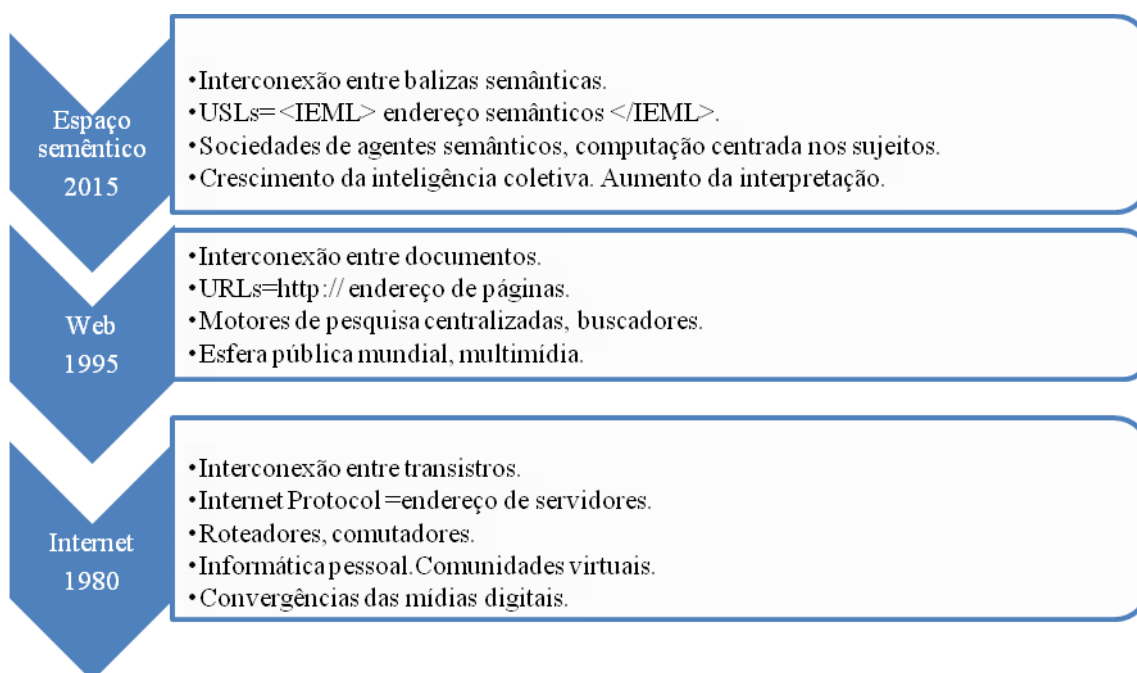 Espaço
semêntico
2015
•Interconexão entre balizas semânticas.
•USLs=<IEML> endereço semânticos </IEML>.
•Sociedades de agentes semânticos, computação centrada nos sujeitos.
•Crescimento da inteligência coletiva. Aumento da interpretação.
Web
1995
•Interconexão entre documentos.
•URLs=http:// endereço de páginas.
•Motores de pesquisa centralizadas, buscadores.
•Esfera pública mundial, multimídia.
Internet
1980
•Interconexão entre transistros.
•Internet Protocol =endereço de servidores.
•Roteadores, comutadores.
•Informática pessoal.Comunidades virtuais.
•Convergências das mídias digitais.